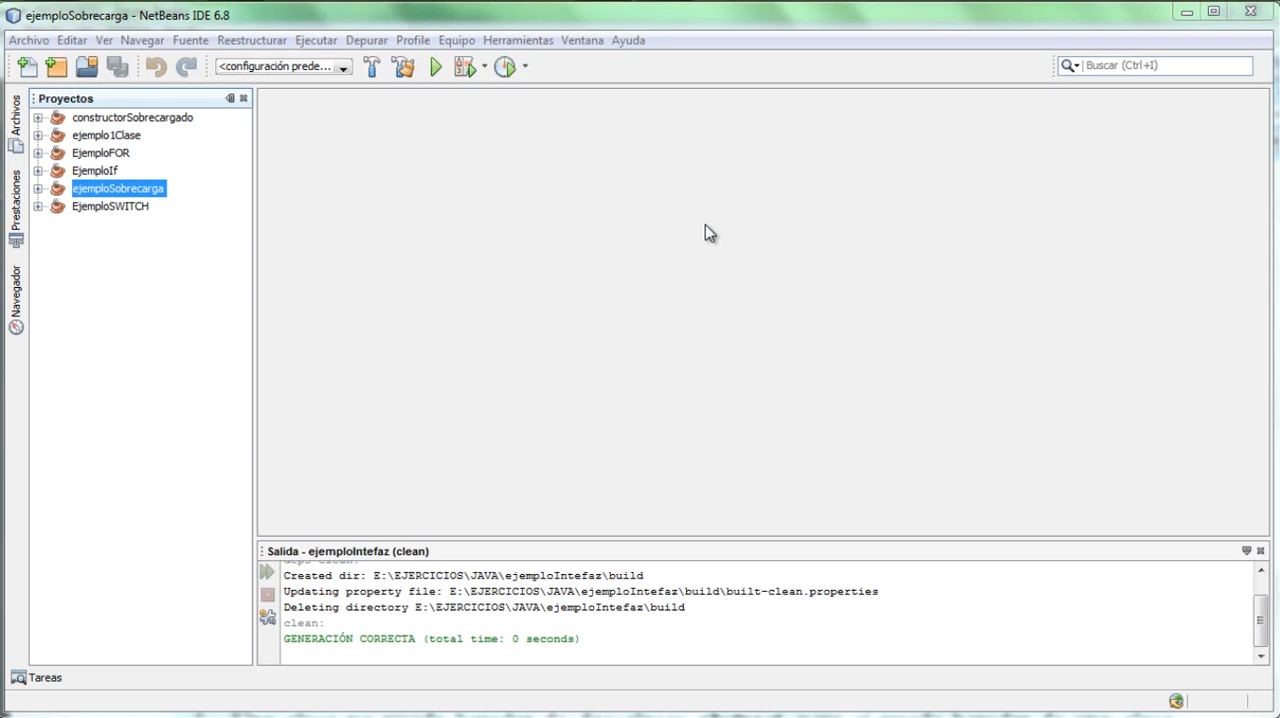 ejemploSobrecarga - NetBeans IDE 6.8
Archivo Editar Ver Navegar Fuente Reestructurar Ejecutar Depurar Profile Equipo Herramientas Ventana Ayuda
<configuración prede...
Buscar (Ctrl+I)
Archivos
Prestaciones
Navegador
Proyectos
constructorSobrecargado
ejemplo1Clase
EjemploFOR
EjemploIf
ejemploSobrecarga
EjemploSWITCH
Salida - ejemploIntefaz (clean)
deps-clean:
Created dir: E:\EJERCICIOS\JAVA\ejemploIntefaz\build
Updating property file: E:\EJERCICIOS\JAVA\ejemploIntefaz\build\built-clean.properties
Deleting directory E:\EJERCICIOS\JAVA\ejemploIntefaz\build
clean:
GENERACIÓN CORRECTA (total time: 0 seconds)
Tareas